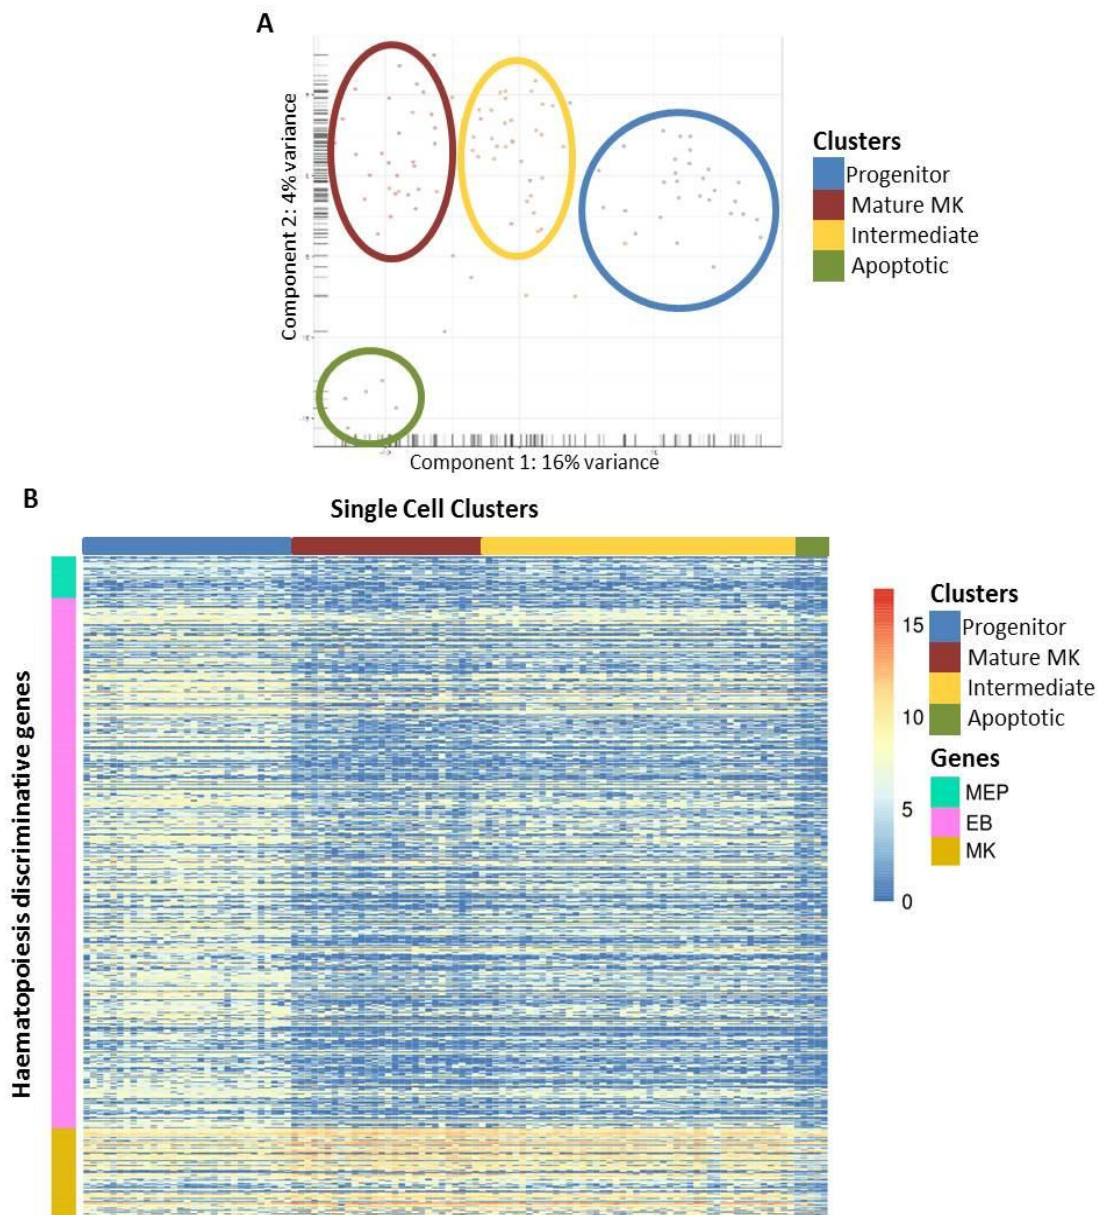 A
Component 2: 4% variance
Component 1: 16% variance
Clusters
Progenitor
Mature MK
Intermediate
Apoptotic
B
Single Cell Clusters
Haematopoiesis discriminative genes
15
10
5
0
Clusters
Progenitor
Mature MK
Intermediate
Apoptotic
Genes
MEP
EB
MK